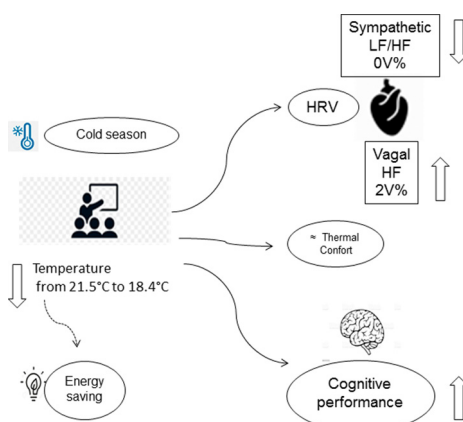 Sympathetic
LF/HF
0V%
HRV
Cold season
Vagal
HF
2V%
≈ Thermal
Confort
Temperature
from 21.5°C to 18.4°C
Energy
saving
Cognitive
performance